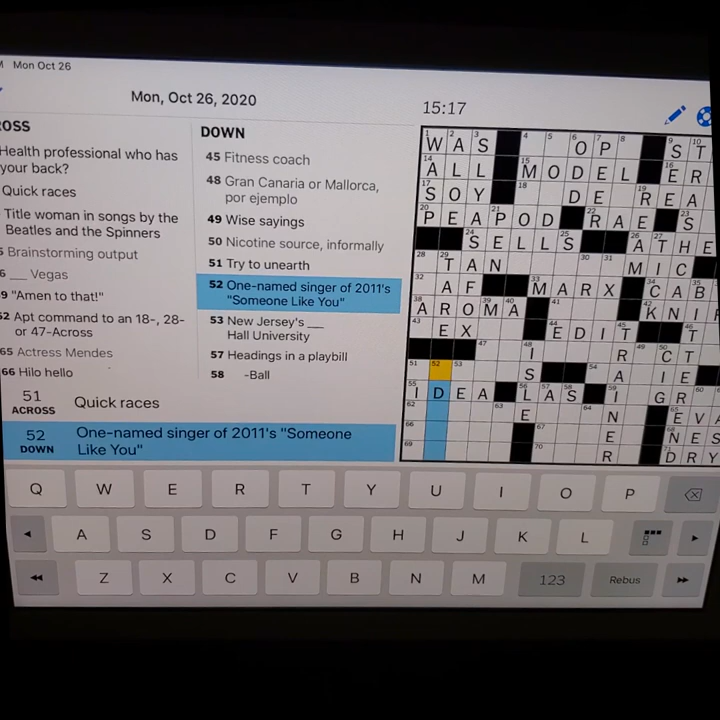 Mon Oct 26
Mon, Oct 26, 2020
15:17
OSS
Health professional who has
your back?
Quick races
Title woman in songs by the
Beatles and the Spinners
Brainstorming output
___ Vegas
"Amen to that!"
Apt command to an 18-, 28-
or 47-Across
65 Actress Mendes
66 Hilo hello
51
ACROSS
Quick races
52
DOWN
One-named singer of 2011's "Someone
Like You"
DOWN
45 Fitness coach
48 Gran Canaria or Mallorca,
por ejemplo
49 Wise sayings
50 Nicotine source, informally
51 Try to unearth
52 One-named singer of 2011's
"Someone Like You"
53 New Jersey's ___
Hall University
57 Headings in a playbill
58 -Ball
WAS OP ST
ALL MODEL ER
SOY DE REA
PEAPOD RAE S
SELLS ATHE
TAN MIC
AF MARX CAB
AROMA KNI
EX EDIT T
I R CT
S A IE
IDEA LAS I GR
E N EVA
E NES
R DRY
Q W E R T Y U I O P
A S D F G H J K L
Z X C V B N M 123 Rebus